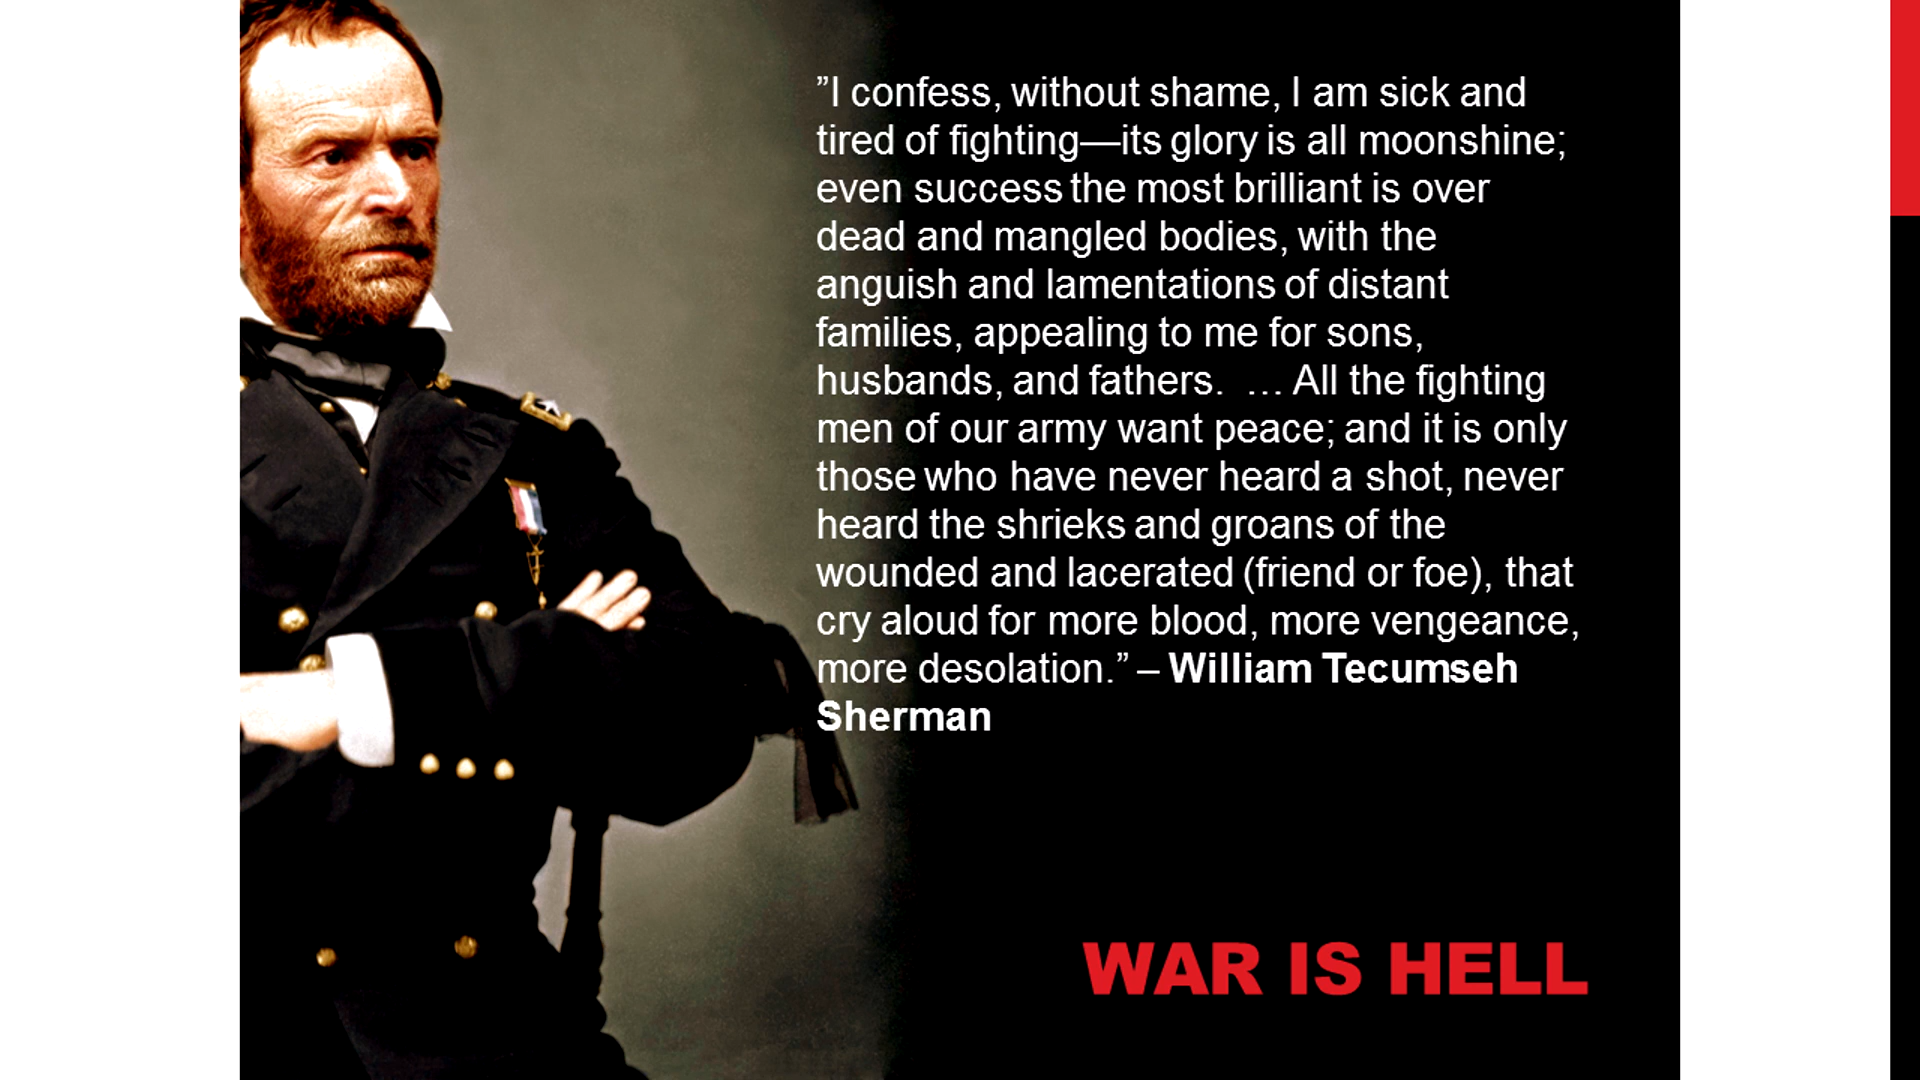 ”I confess, without shame, I am sick and
tired of fighting—its glory is all moonshine;
even success the most brilliant is over
dead and mangled bodies, with the
anguish and lamentations of distant
families, appealing to me for sons,
husbands, and fathers.  … All the fighting
men of our army want peace; and it is only
those who have never heard a shot, never
heard the shrieks and groans of the
wounded and lacerated (friend or foe), that
cry aloud for more blood, more vengeance,
more desolation.” – William Tecumseh
Sherman
WAR IS HELL